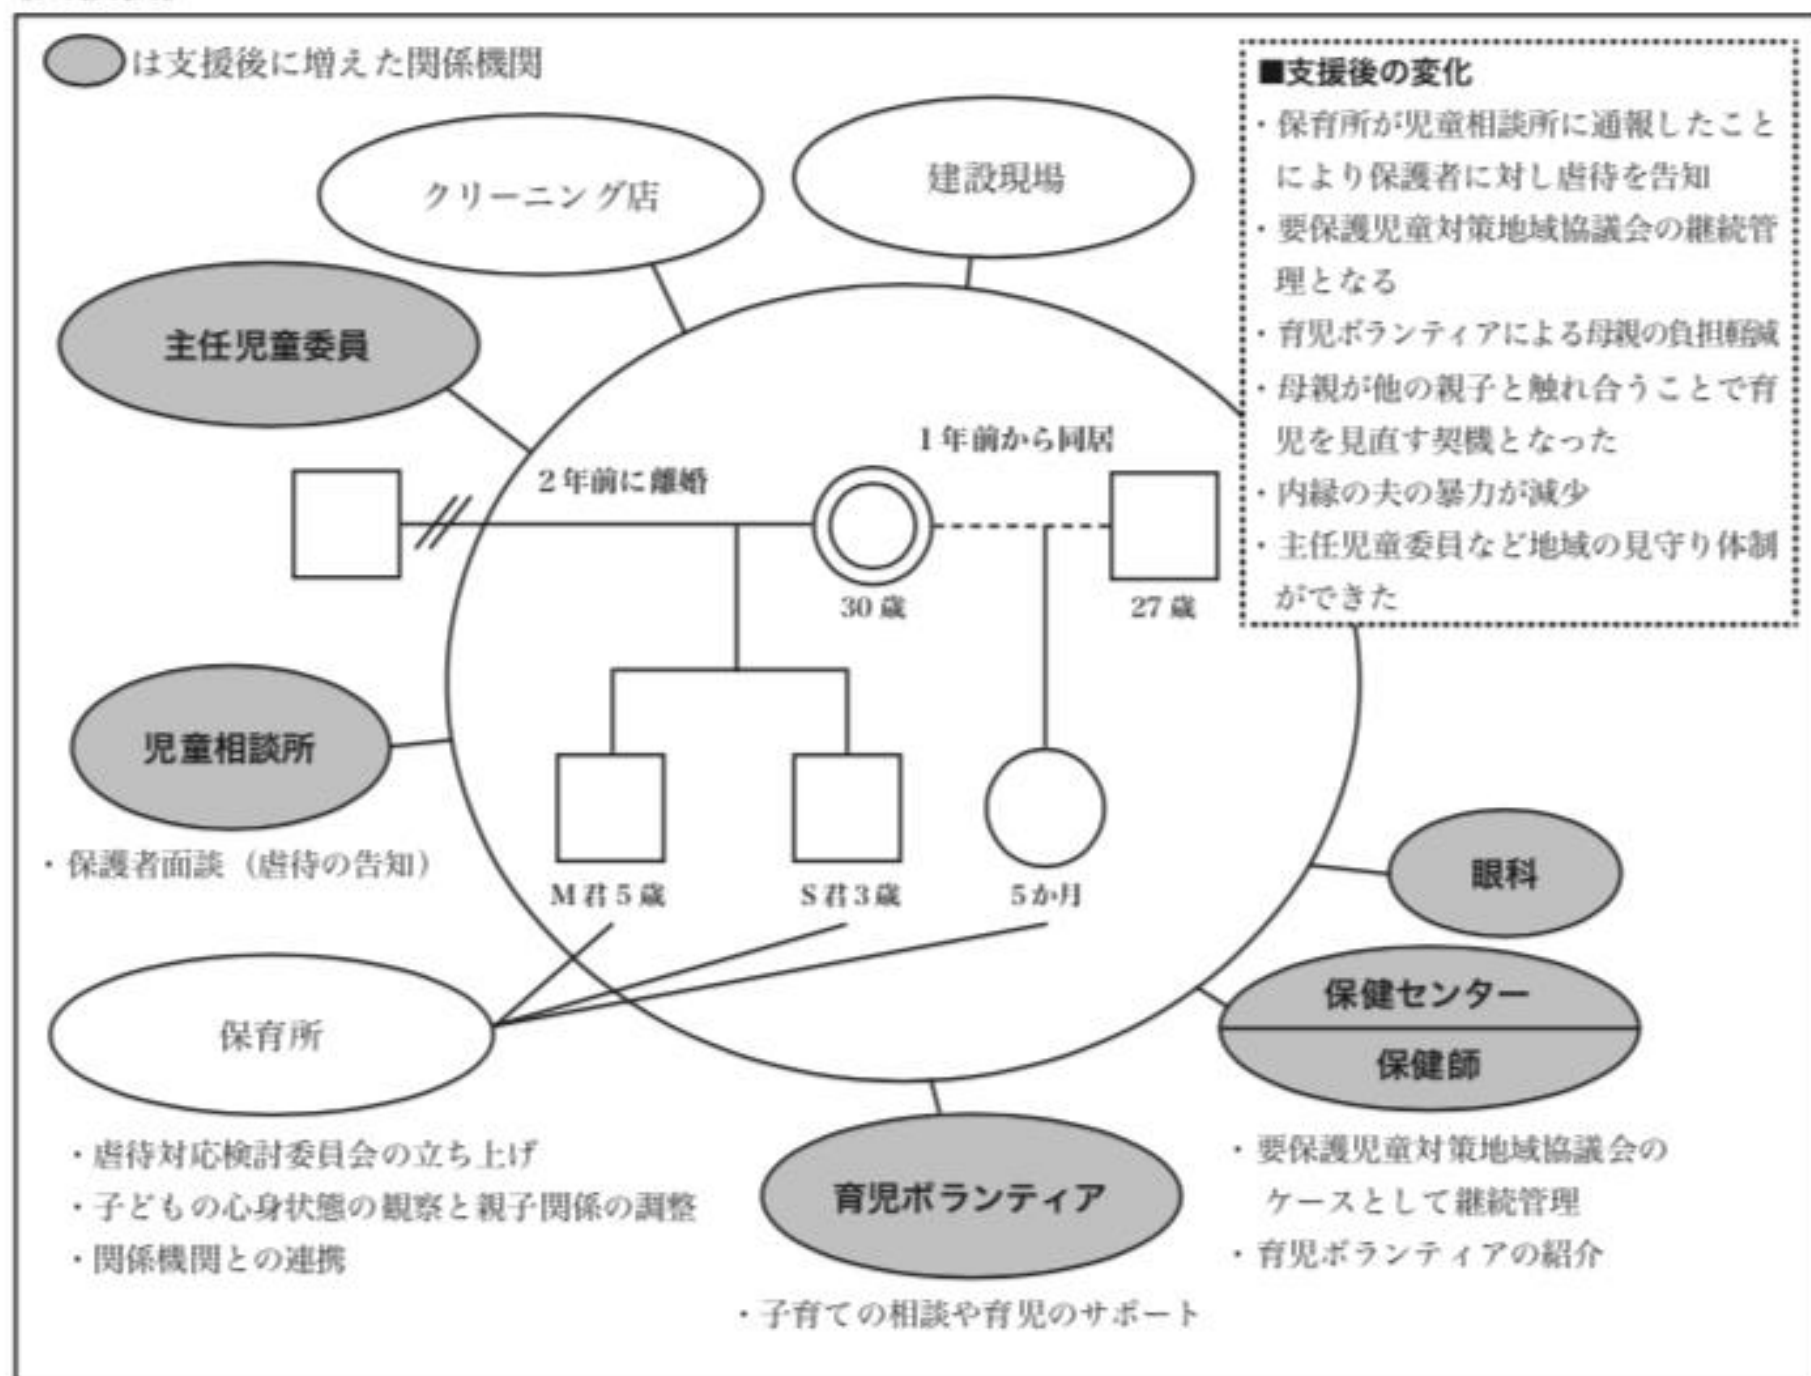 は支援後に増えた関係機関
■支援後の変化
・保育所が児童相談所に通報したこと
により保護者に対し虐待を告知
・要保護児童対策地域協議会の継続管
理となる
・育児ボランティアによる母親の負担軽減
・母親が他の親子と触れ合うことで育
児を見直す契機となった
・内縁の夫の暴力が減少
・主任児童委員など地域の見守り体制
ができた
クリーニング店
建設現場
主任児童委員
1年前から同居
2年前に離婚
30歳
27歳
児童相談所
・保護者面談（虐待の告知）
M君5歳
S君3歳
5か月
眼科
保健センター
保健師
・要保護児童対策地域協議会の
ケースとして継続管理
・育児ボランティアの紹介
保育所
・虐待対応検討委員会の立ち上げ
・子どもの心身状態の観察と親子関係の調整
・関係機関との連携
育児ボランティア
・子育ての相談や育児のサポート